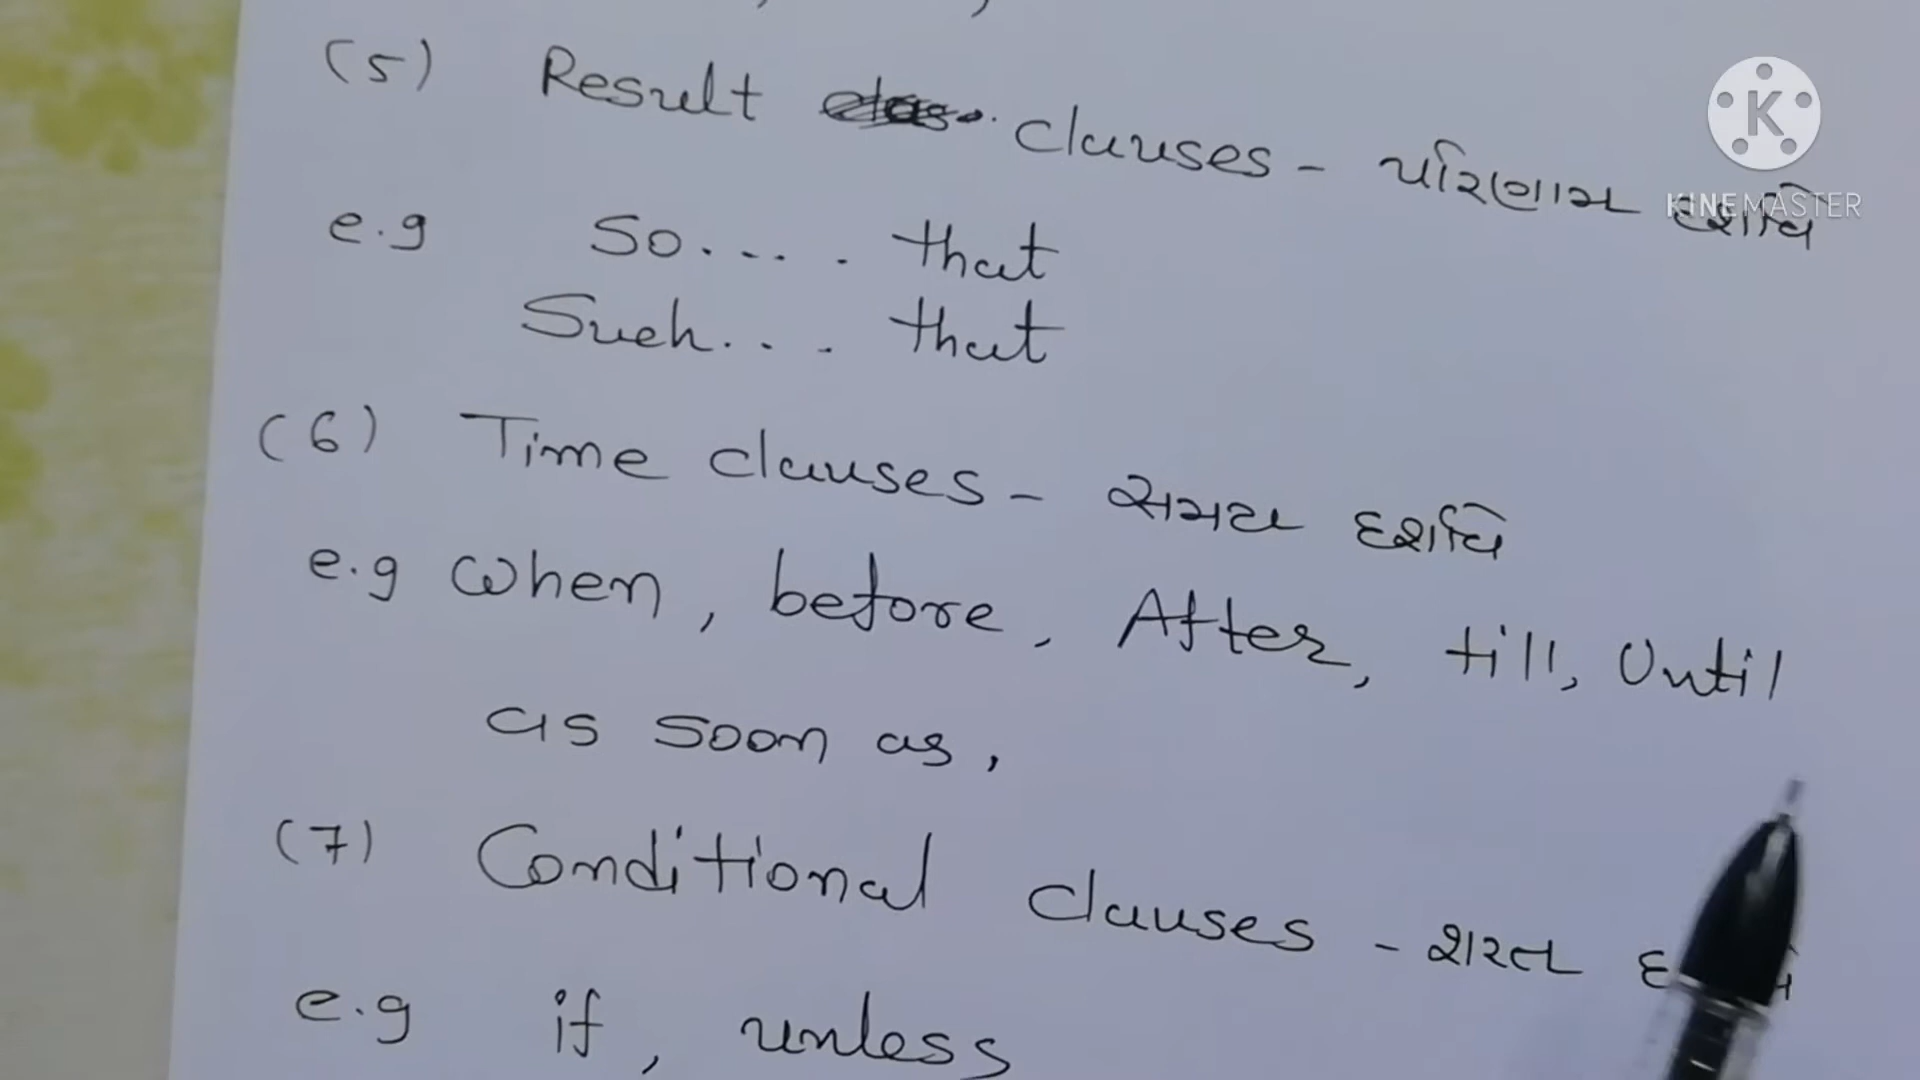 (5) Result clauses - પરિણામ દર્શાવે
K
KINEMASTER
e.g So.... that
Such... that
(6) Time clauses - સમય દર્શાવે
e.g when, before, After, till, Until
as soon as,
(7) Conditional clauses - શરત
e.g if, unless